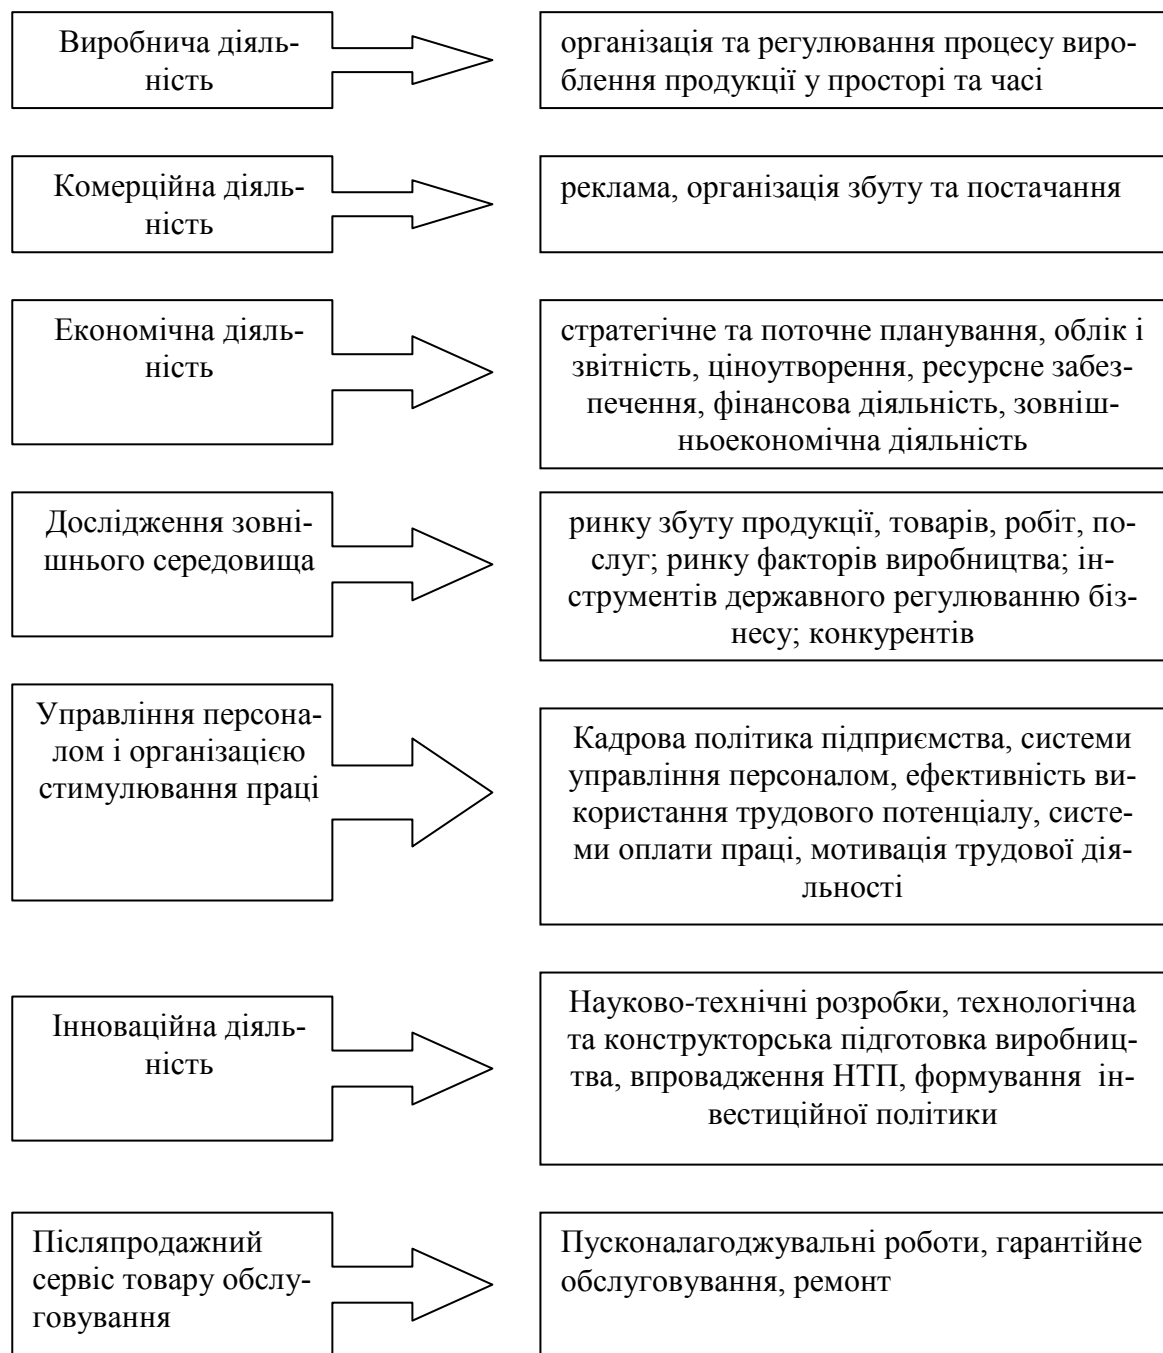 Виробнича діяль-
ність
організація та регулювання процесу виро-
блення продукції у просторі та часі
Комерційна діяль-
ність
реклама, організація збуту та постачання
Економічна діяль-
ність
стратегічне та поточне планування, облік і
звітність, ціноутворення, ресурсне забез-
печення, фінансова діяльність, зовніш-
ньоекономічна діяльність
Дослідження зовні-
шнього середовища
ринку збуту продукції, товарів, робіт, по-
слуг; ринку факторів виробництва; ін-
струментів державного регулюванню біз-
несу; конкурентів
Управління персона-
лом і організацією
стимулювання праці
Кадрова політика підприємства, системи
управління персоналом, ефективність ви-
користання трудового потенціалу, систе-
ми оплати праці, мотивація трудової дія-
льності
Інноваційна діяль-
ність
Науково-технічні розробки, технологічна
та конструкторська підготовка виробниц-
тва, впровадження НТП, формування  ін-
вестиційної політики
Післяпродажний
сервіс товару обслу-
говування
Пусконалагоджувальні роботи, гарантійне
обслуговування, ремонт